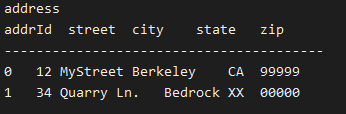 address
addrId  street  city    state   zip
----------------------------------------
0   12 MyStreet Berkeley    CA  99999
1   34 Quarry Ln.   Bedrock XX  00000